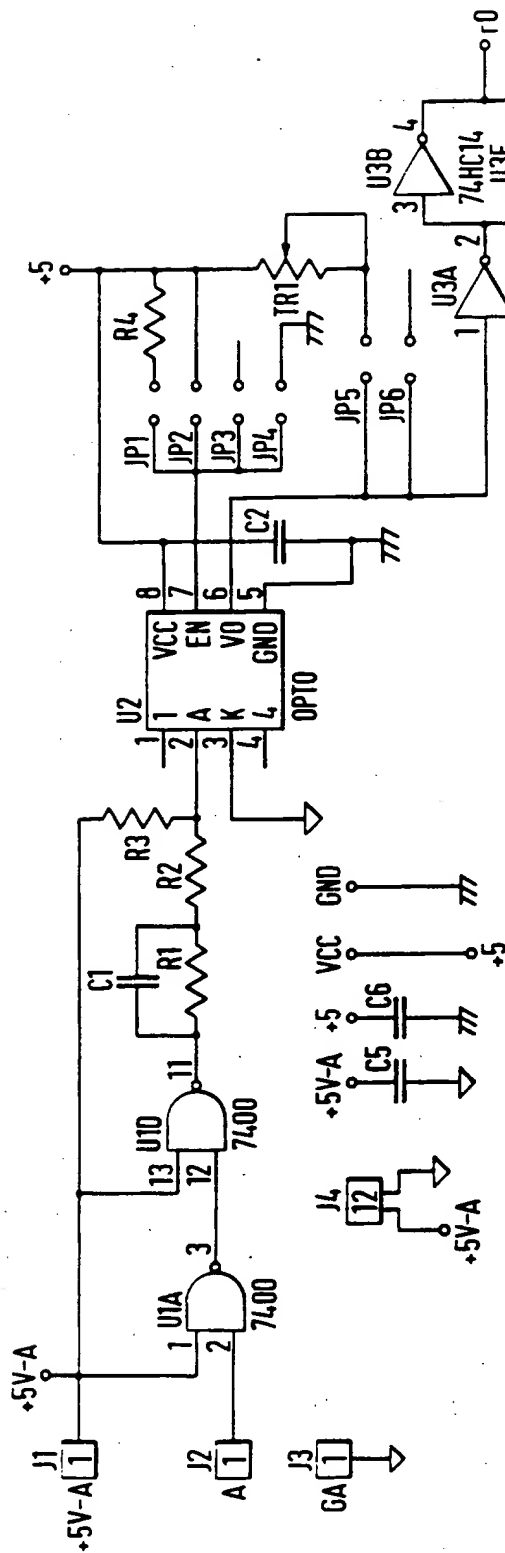 J1
1
+5V-A
+5V-A
J2
1
A
J3
1
GA
1
2
U1A
3
7400
13
12
U1D
11
7400
C1
R1
R2
R3
J4
12
+5V-A
+5V-A
C5
+5
C6
VCC
+5
GND
U2
1
2
3
4
1
A
K
4
VCC
EN
VO
GND
8
7
6
5
OPTO
C2
+5
R4
JP1
JP2
JP3
JP4
TR1
JP5
JP6
1
U3A
2
3
U3B
4
74HC14
r0